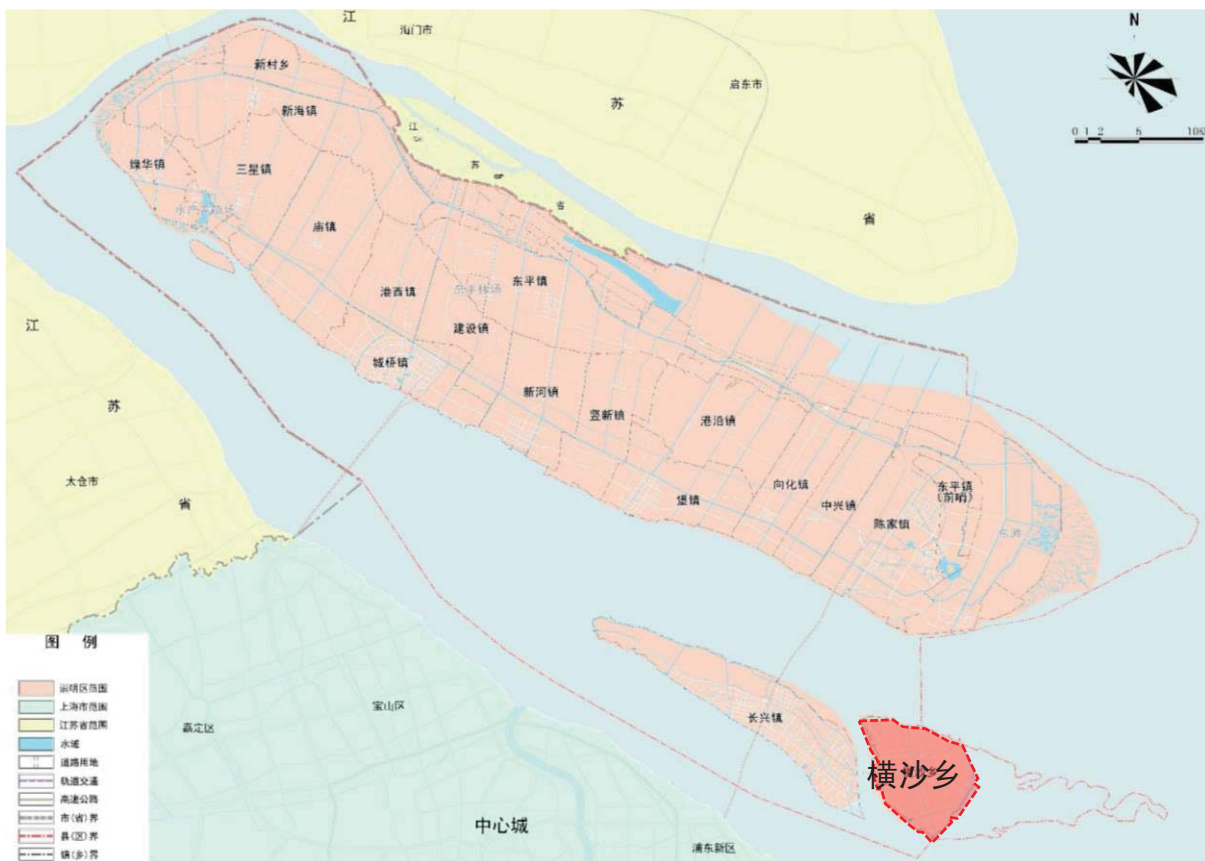 江
海门市
N
新村乡
启东市
苏
新海镇
江
苏
省
0 1 2 5
绿华镇
三星镇
省
庙镇
东平镇
港西镇
江
建设镇
城桥镇
新河镇
竖新镇
港沿镇
苏
太仓市
省
堡镇
向化镇
中兴镇
东平镇
(前哨)
陈家镇
东滩
图 例
崇明区范围
上海市范围
江苏省范围
水域
道路用地
轨道交通
高速公路
市(省)界
县(区)界
镇(乡)界
嘉定区
宝山区
长兴镇
横沙乡
中心城
浦东新区